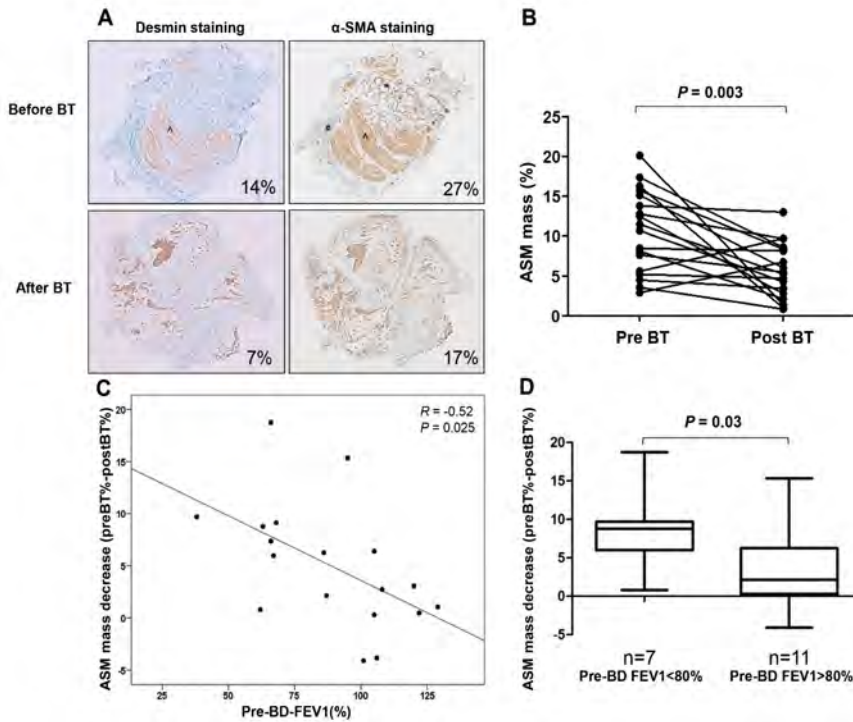 A
Desmin staining
α-SMA staining
Before BT
14%
27%
After BT
7%
17%
B
P = 0.003
ASM mass (%)
25
20
15
10
5
0
Pre BT
Post BT
C
R = -0.52
P = 0.025
ASM mass decrease (preBT%-postBT%)
20
15
10
5
0
-5
25
50
75
100
125
Pre-BD-FEV1(%)
D
P = 0.03
ASM mass decrease (preBT%-postBT%)
20
15
10
5
0
-5
n=7
n=11
Pre-BD FEV1<80%
Pre-BD FEV1>80%